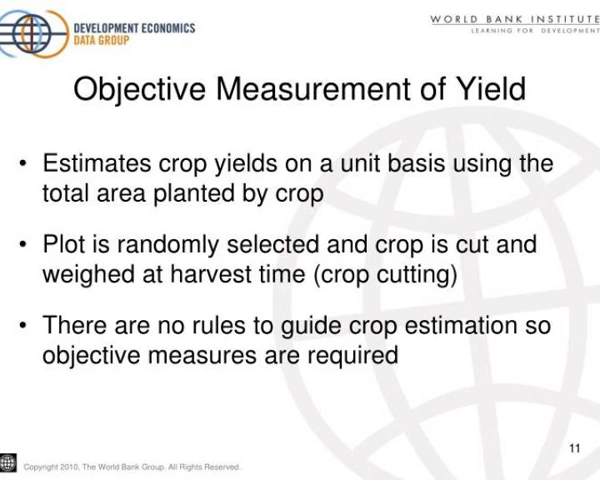 DEVELOPMENT ECONOMICS
DATA GROUP
WORLD BANK INSTITUTE
LEARNING FOR DEVELOPMENT
Objective Measurement of Yield
• Estimates crop yields on a unit basis using the
total area planted by crop
• Plot is randomly selected and crop is cut and
weighed at harvest time (crop cutting)
• There are no rules to guide crop estimation so
objective measures are required
11
Copyright 2010, The World Bank Group. All Rights Reserved.